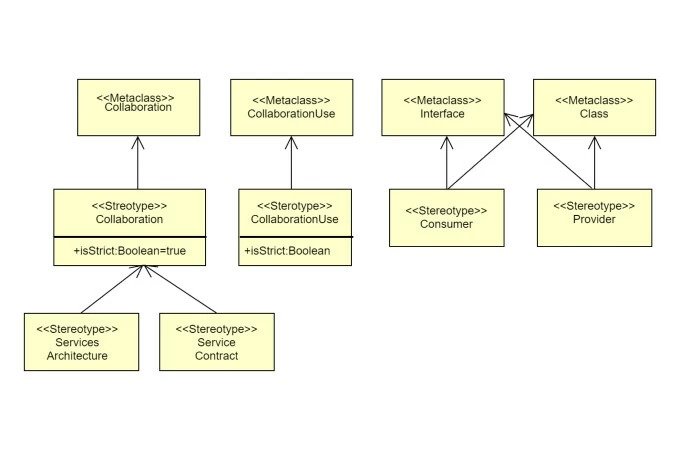 <<Metaclass>>
Collaboration
<<Metaclass>>
CollaborationUse
<<Metaclass>>
Interface
<<Metaclass>>
Class
<<Streotype>>
Collaboration
+isStrict:Boolean=true
<<Sterotype>>
CollaborationUse
+isStrict:Boolean
<<Stereotype>>
Consumer
<<Stereotype>>
Provider
<<Stereotype>>
Services
Architecture
<<Stereotype>>
Service
Contract